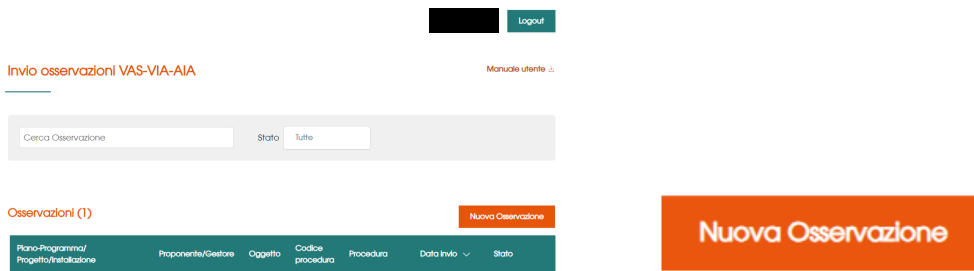 Logout
Invio osservazioni VAS-VIA-AIA
Manuale utente
Cerca Osservazione
Stato
Tutte
Osservazioni (1)
Nuova Osservazione
Piano-Programma/
Progetto/Installazione
Proponente/Gestore
Oggetto
Codice
procedura
Procedura
Data Invio
Stato
Nuova Osservazione